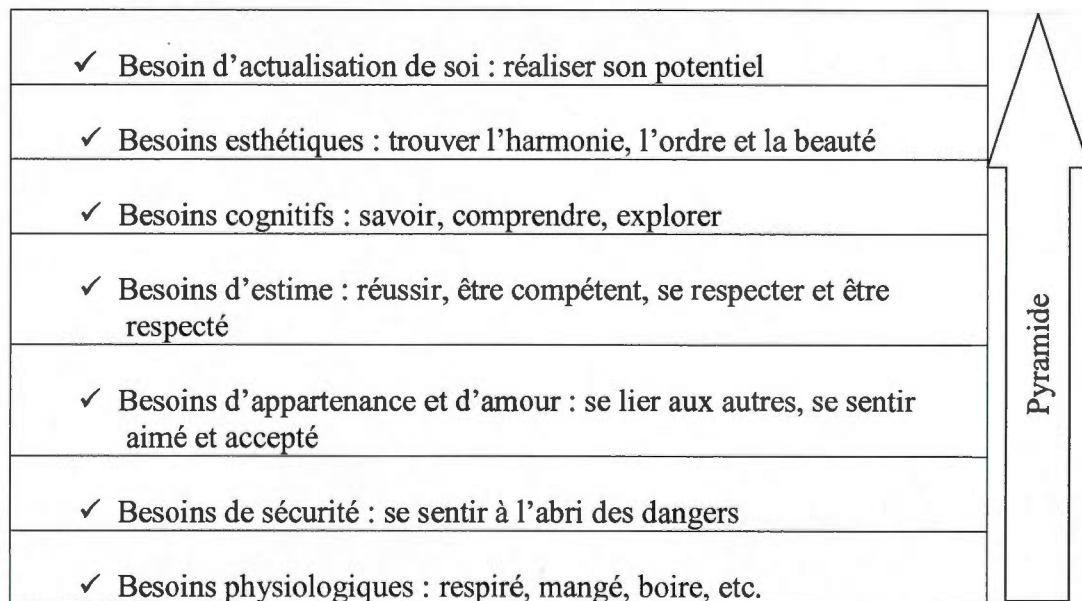 ✓ Besoin d’actualisation de soi : réaliser son potentiel
✓ Besoins esthétiques : trouver l’harmonie, l’ordre et la beauté
✓ Besoins cognitifs : savoir, comprendre, explorer
✓ Besoins d’estime : réussir, être compétent, se respecter et être
respecté
✓ Besoins d’appartenance et d’amour : se lier aux autres, se sentir
aimé et accepté
✓ Besoins de sécurité : se sentir à l’abri des dangers
✓ Besoins physiologiques : respiré, mangé, boire, etc.
Pyramide